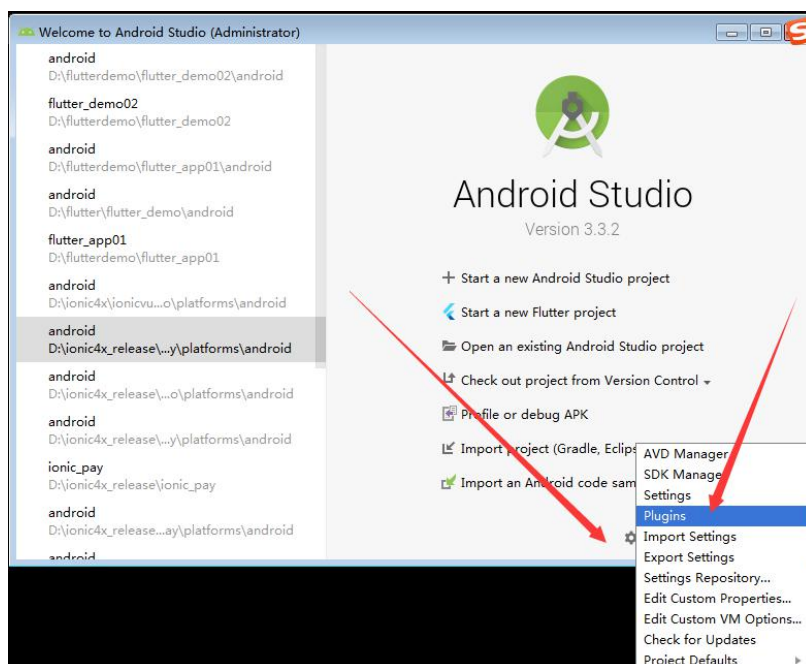 Welcome to Android Studio (Administrator)
android
D:\flutterdemo\flutter_demo02\android
flutter_demo02
D:\flutterdemo\flutter_demo02
android
D:\flutterdemo\flutter_app01\android
android
D:\flutter\flutter_demo\android
flutter_app01
D:\flutterdemo\flutter_app01
android
D:\ionic4x\ionicvu...o\platforms\android
android
D:\ionic4x_release\...y\platforms\android
android
D:\ionic4x_release\...o\platforms\android
android
D:\ionic4x_release\...y\platforms\android
ionic_pay
D:\ionic4x_release\ionic_pay
android
D:\ionic4x_release...ay\platforms\android
android
Android Studio
Version 3.3.2
Start a new Android Studio project
Start a new Flutter project
Open an existing Android Studio project
Check out project from Version Control
Profile or debug APK
Import project (Gradle, Eclips
Import an Android code sam
AVD Manager
SDK Manage
Settings
Plugins
Import Settings
Export Settings
Settings Repository...
Edit Custom Properties...
Edit Custom VM Options...
Check for Updates
Project Defaults